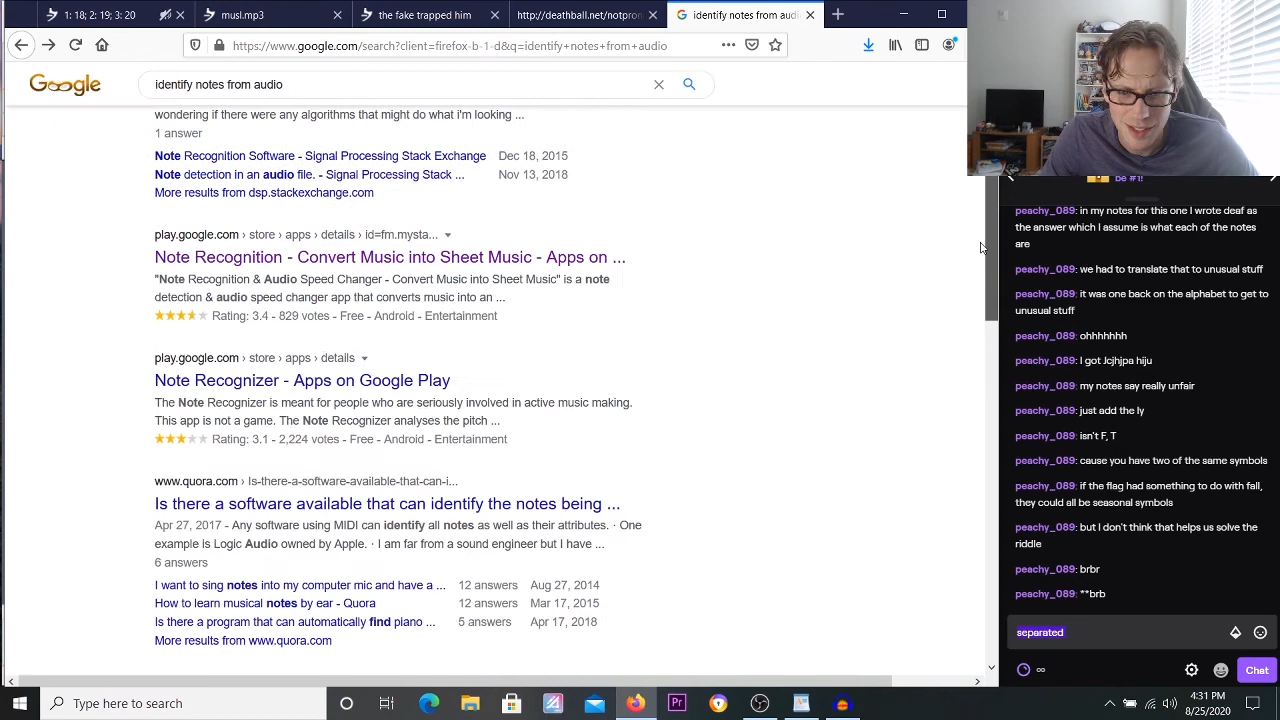 1: 18; 2: 19; 3: 20
musl.mp3
the fake trapped him
http://deathball.net/notpron
identify notes from audi
https://www.google.com/search?client=firefox-b-1-d&q=identify+notes+from+audio
Google
identify notes from audio
wondering if there were any algorithms that might do what i'm looking ...
1 answer
Note Recognition Software - Signal Processing Stack Exchange Dec 18, 2015
Note detection in an audio file. - Signal Processing Stack ... Nov 13, 2018
More results from dsp.stackexchange.com
play.google.com › store › apps › details › id=fm.mysta...
Note Recognition - Convert Music into Sheet Music - Apps on ...
"Note Recognition & Audio Speed Changer - Convert Music into Sheet Music" is a note
detection & audio speed changer app that converts music into an ...
Rating: 3.4 - 829 votes - Free - Android - Entertainment
play.google.com › store › apps › details
Note Recognizer - Apps on Google Play
The Note Recognizer is meant for people who are seriously involved in active music making.
This app is not a game. The Note Recognizer analyses the pitch ...
Rating: 3.1 - 2,224 votes - Free - Android - Entertainment
www.quora.com › Is-there-a-software-available-that-can-i...
Is there a software available that can identify the notes being ...
Apr 27, 2017 - Any software using MIDI can identify all notes as well as their attributes. · One
example is Logic Audio owned by Apple. · I am far from a sound engineer but I have ...
6 answers
I want to sing notes into my computer mic and have a ... 12 answers Aug 27, 2014
How to learn musical notes by ear - Quora 12 answers Mar 17, 2015
Is there a program that can automatically find piano ... 5 answers Apr 17, 2018
More results from www.quora.com
be #1!
peachy_089: in my notes for this one I wrote deaf as
the answer which I assume is what each of the notes
are
peachy_089: we had to translate that to unusual stuff
peachy_089: it was one back on the alphabet to get to
unusual stuff
peachy_089: ohhhhhhh
peachy_089: I got Jcjhjpa hiju
peachy_089: my notes say really unfair
peachy_089: just add the ly
peachy_089: isn't F, T
peachy_089: cause you have two of the same symbols
peachy_089: if the flag had something to do with fall,
they could all be seasonal symbols
peachy_089: but I don't think that helps us solve the
riddle
peachy_089: brbr
peachy_089: **brb
separated
∞
Chat
Type here to search
Pr
4:31 PM
8/25/2020